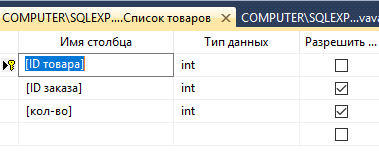 COMPUTER\SQLEXP....Список товаров COMPUTER\SQLEXP...vava
Имя столбца Тип данных Разрешить ...
[ID товара] int
[ID заказа] int
[кол-во] int